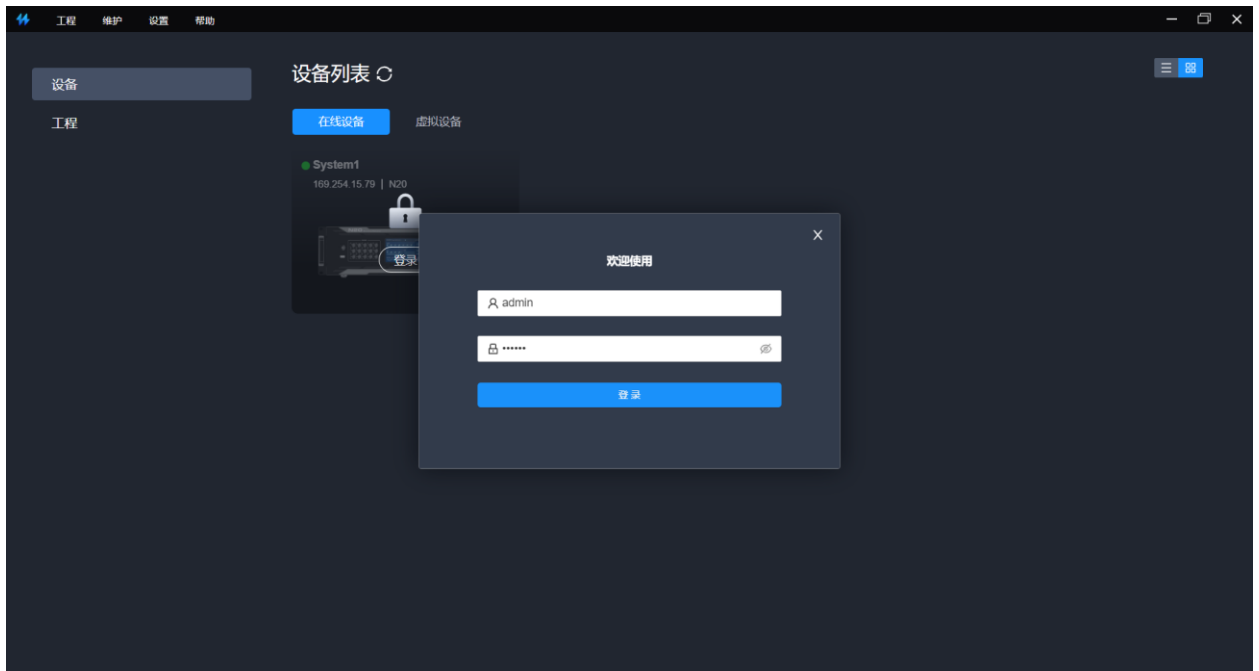 工程 维护 设置 帮助
设备
工程
设备列表
在线设备 虚拟设备
System1
169.254.15.79 | N20
登录
欢迎使用
admin
••••••
登录